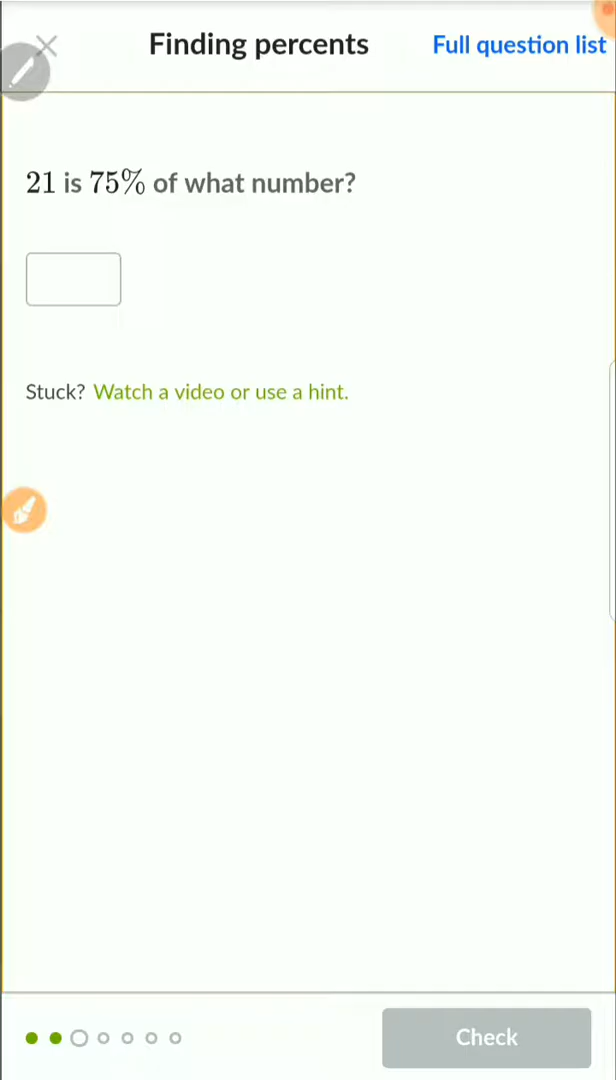 Finding percents
Full question list
21 is 75% of what number?
Stuck? Watch a video or use a hint.
Check